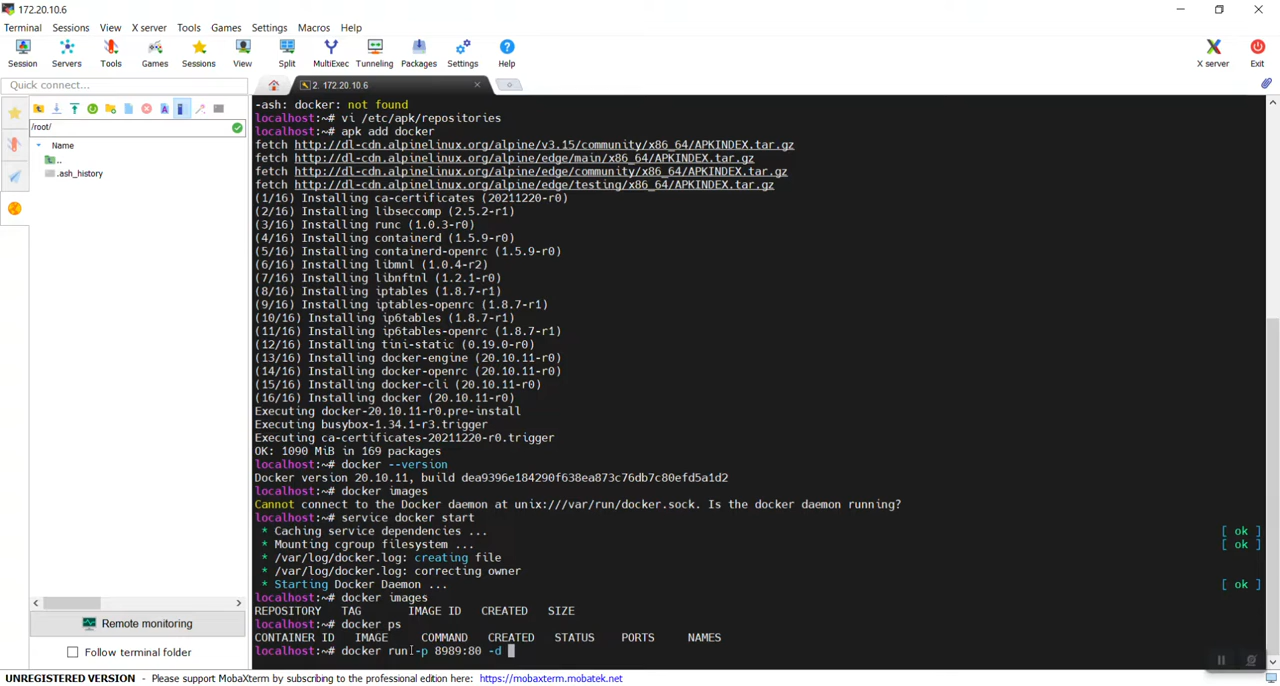 172.20.10.6
Terminal Sessions View X server Tools Games Settings Macros Help
Session Servers Tools Games Sessions View Split MultiExec Tunneling Packages Settings Help X server Exit
Quick connect...
2. 172.20.10.6
/root/
Name
..
.ash_history
-ash: docker: not found
localhost:~# vi /etc/apk/repositories
localhost:~# apk add docker
fetch http://dl-cdn.alpinelinux.org/alpine/v3.15/community/x86_64/APKINDEX.tar.gz
fetch http://dl-cdn.alpinelinux.org/alpine/edge/main/x86_64/APKINDEX.tar.gz
fetch http://dl-cdn.alpinelinux.org/alpine/edge/community/x86_64/APKINDEX.tar.gz
fetch http://dl-cdn.alpinelinux.org/alpine/edge/testing/x86_64/APKINDEX.tar.gz
(1/16) Installing ca-certificates (20211220-r0)
(2/16) Installing libseccomp (2.5.2-r1)
(3/16) Installing runc (1.0.3-r0)
(4/16) Installing containerd (1.5.9-r0)
(5/16) Installing containerd-openrc (1.5.9-r0)
(6/16) Installing libmnl (1.0.4-r2)
(7/16) Installing libnftnl (1.2.1-r0)
(8/16) Installing iptables (1.8.7-r1)
(9/16) Installing iptables-openrc (1.8.7-r1)
(10/16) Installing ip6tables (1.8.7-r1)
(11/16) Installing ip6tables-openrc (1.8.7-r1)
(12/16) Installing tini-static (0.19.0-r0)
(13/16) Installing docker-engine (20.10.11-r0)
(14/16) Installing docker-openrc (20.10.11-r0)
(15/16) Installing docker-cli (20.10.11-r0)
(16/16) Installing docker (20.10.11-r0)
Executing docker-20.10.11-r0.pre-install
Executing busybox-1.34.1-r3.trigger
Executing ca-certificates-20211220-r0.trigger
OK: 1090 MiB in 169 packages
localhost:~# docker --version
Docker version 20.10.11, build dea9396e184290f638ea873c76db7c80efd5a1d2
localhost:~# docker images
Cannot connect to the Docker daemon at unix:///var/run/docker.sock. Is the docker daemon running?
localhost:~# service docker start
* Caching service dependencies ... [ ok ]
* Mounting cgroup filesystem ... [ ok ]
* /var/log/docker.log: creating file
* /var/log/docker.log: correcting owner
* Starting Docker Daemon ... [ ok ]
localhost:~# docker images
REPOSITORY TAG IMAGE ID CREATED SIZE
localhost:~# docker ps
CONTAINER ID IMAGE COMMAND CREATED STATUS PORTS NAMES
localhost:~# docker run -p 8989:80 -d
Remote monitoring
Follow terminal folder
UNREGISTERED VERSION - Please support MobaXterm by subscribing to the professional edition here: https://mobaxterm.mobatek.net